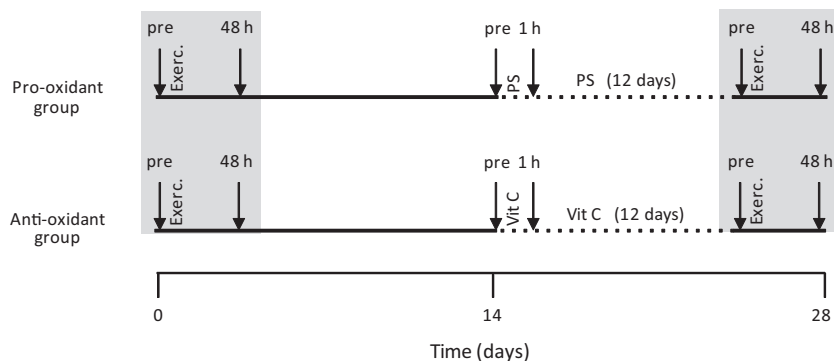 pre 48 h pre 1 h pre 48 h
Exerc. PS PS (12 days) Exerc.
Pro-oxidant
group
pre 48 h pre 1 h pre 48 h
Exerc. Vit C Vit C (12 days) Exerc.
Anti-oxidant
group
0 14 28
Time (days)